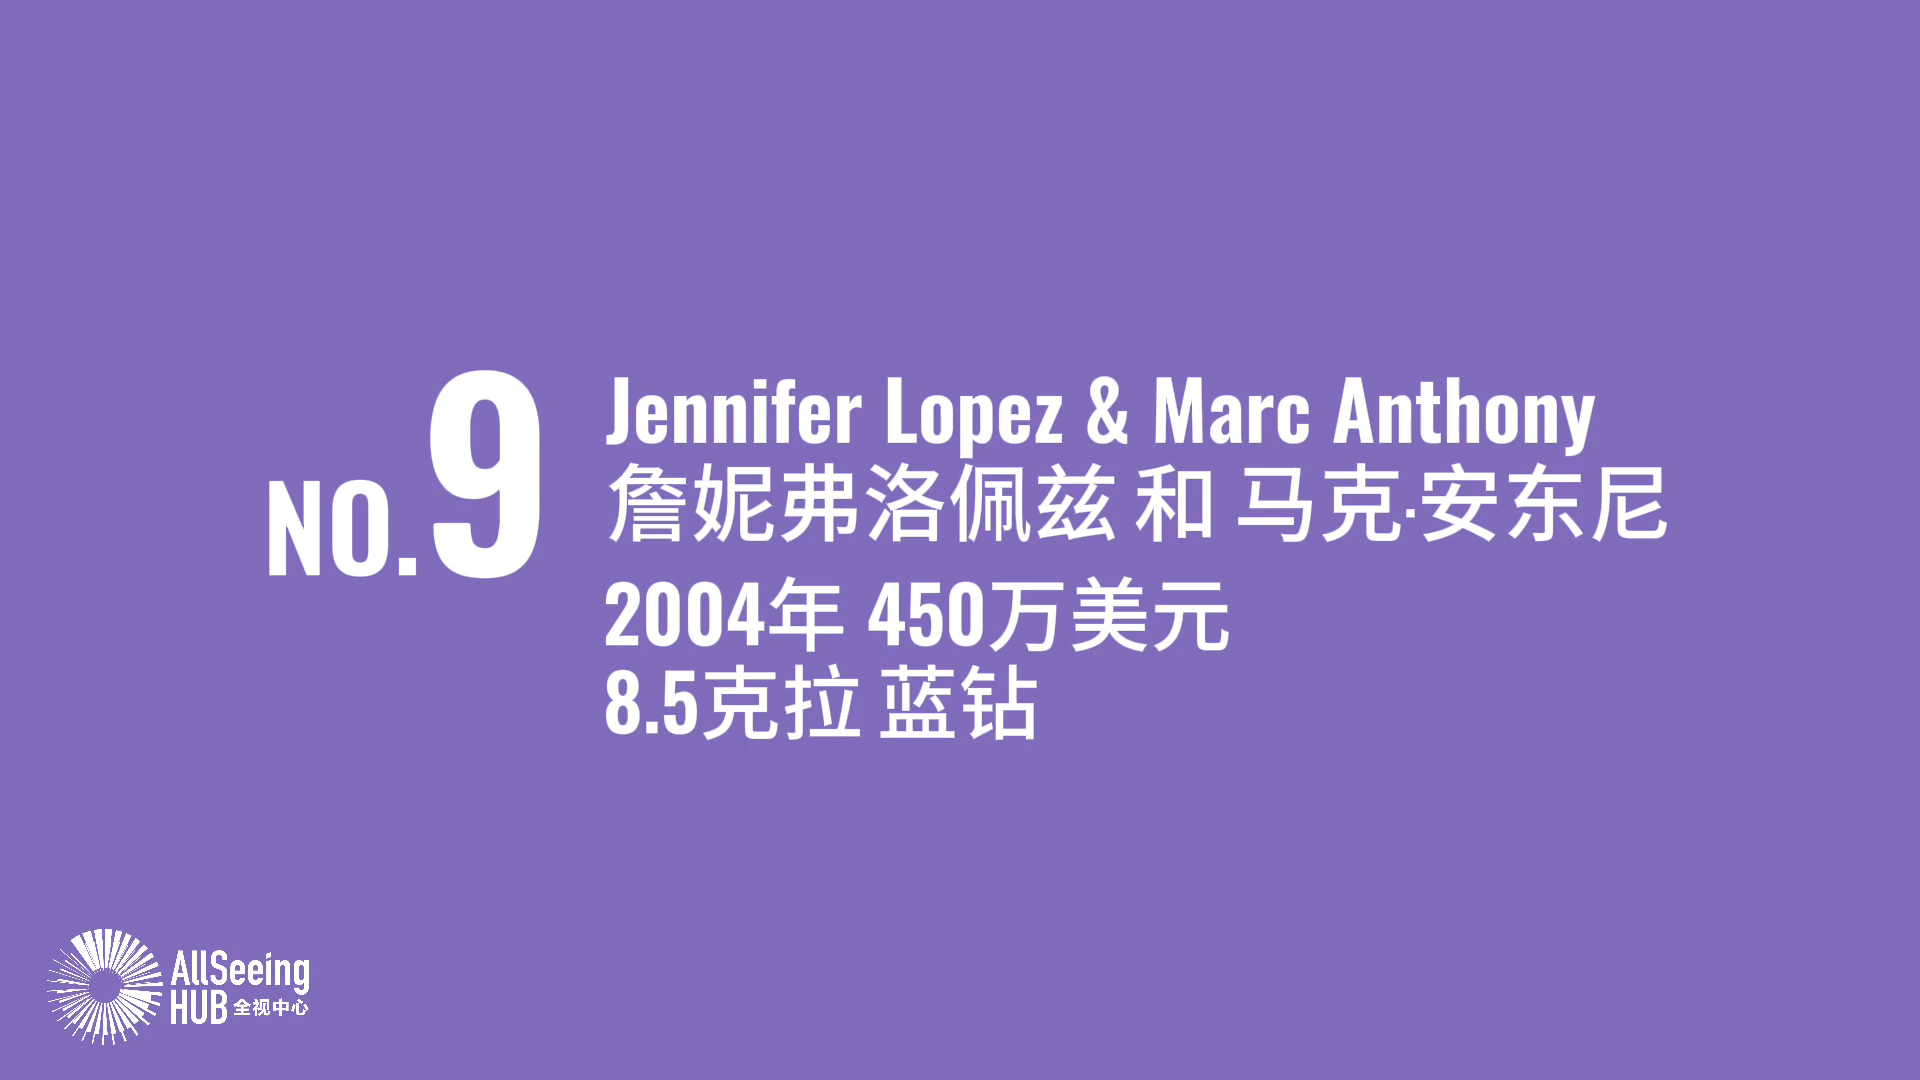 NO.9
Jennifer Lopez & Marc Anthony
詹妮弗洛佩兹 和 马克·安东尼
2004年 450万美元
8.5克拉 蓝钻
AllSeeing
HUB 全视中心